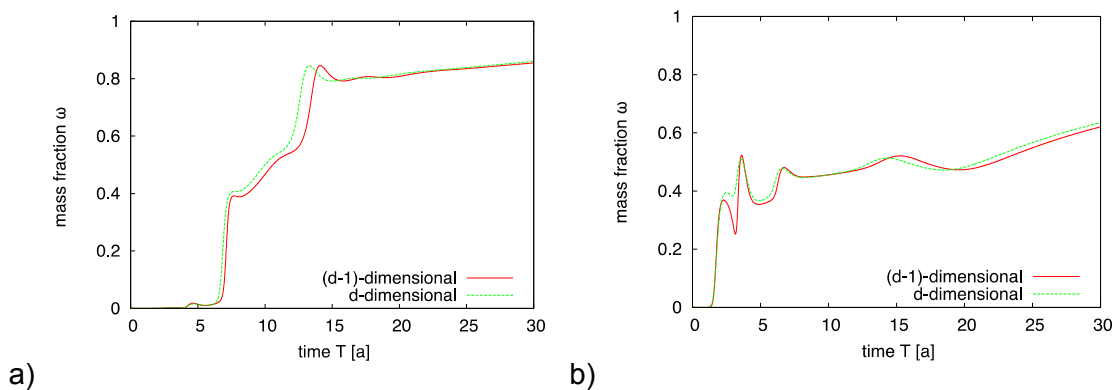 1
0.8
0.6
0.4
0.2
0
mass fraction ω
(d-1)-dimensional
d-dimensional
0 5 10 15 20 25 30
time T [a]
a)
1
0.8
0.6
0.4
0.2
0
mass fraction ω
(d-1)-dimensional
d-dimensional
0 5 10 15 20 25 30
time T [a]
b)